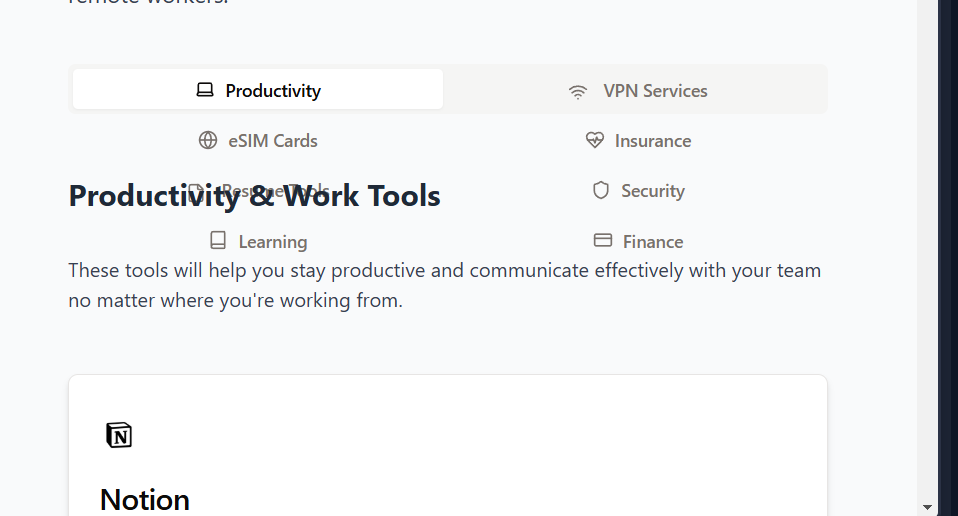 remote workers.
Productivity
VPN Services
eSIM Cards
Insurance
Resume Tools
Security
Productivity & Work Tools
Learning
Finance
These tools will help you stay productive and communicate effectively with your team
no matter where you're working from.
N
Notion